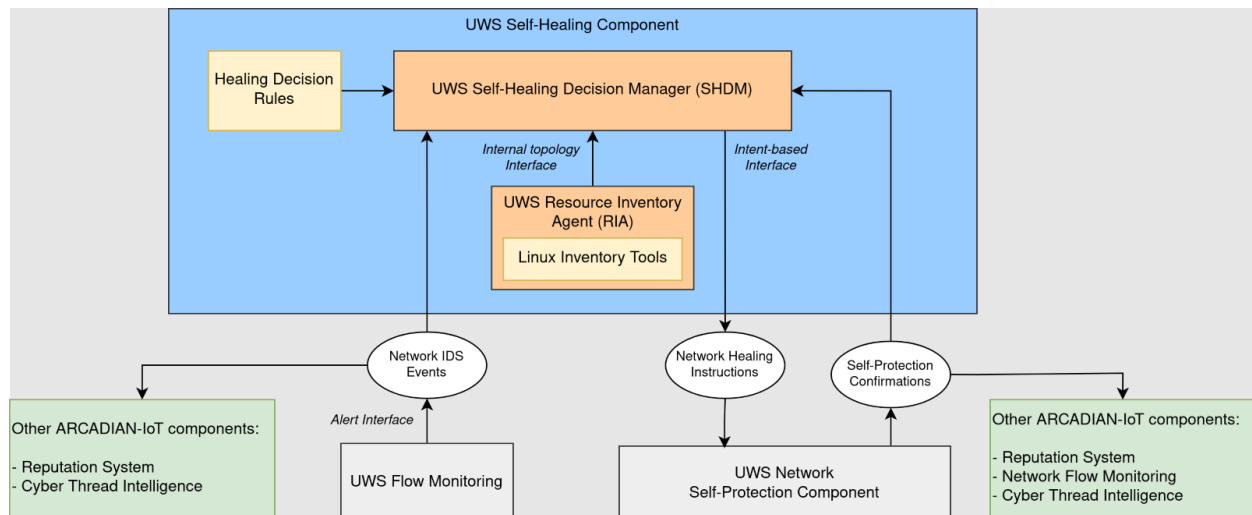 UWS Self-Healing Component
Healing Decision
Rules
UWS Self-Healing Decision Manager (SHDM)
Internal topology
Interface
Intent-based
Interface
UWS Resource Inventory
Agent (RIA)
Linux Inventory Tools
Network IDS
Events
Network Healing
Instructions
Self-Protection
Confirmations
Alert Interface
Other ARCADIAN-IoT components:
- Reputation System
- Cyber Thread Intelligence
UWS Flow Monitoring
UWS Network
Self-Protection Component
Other ARCADIAN-IoT components:
- Reputation System
- Network Flow Monitoring
- Cyber Thread Intelligence